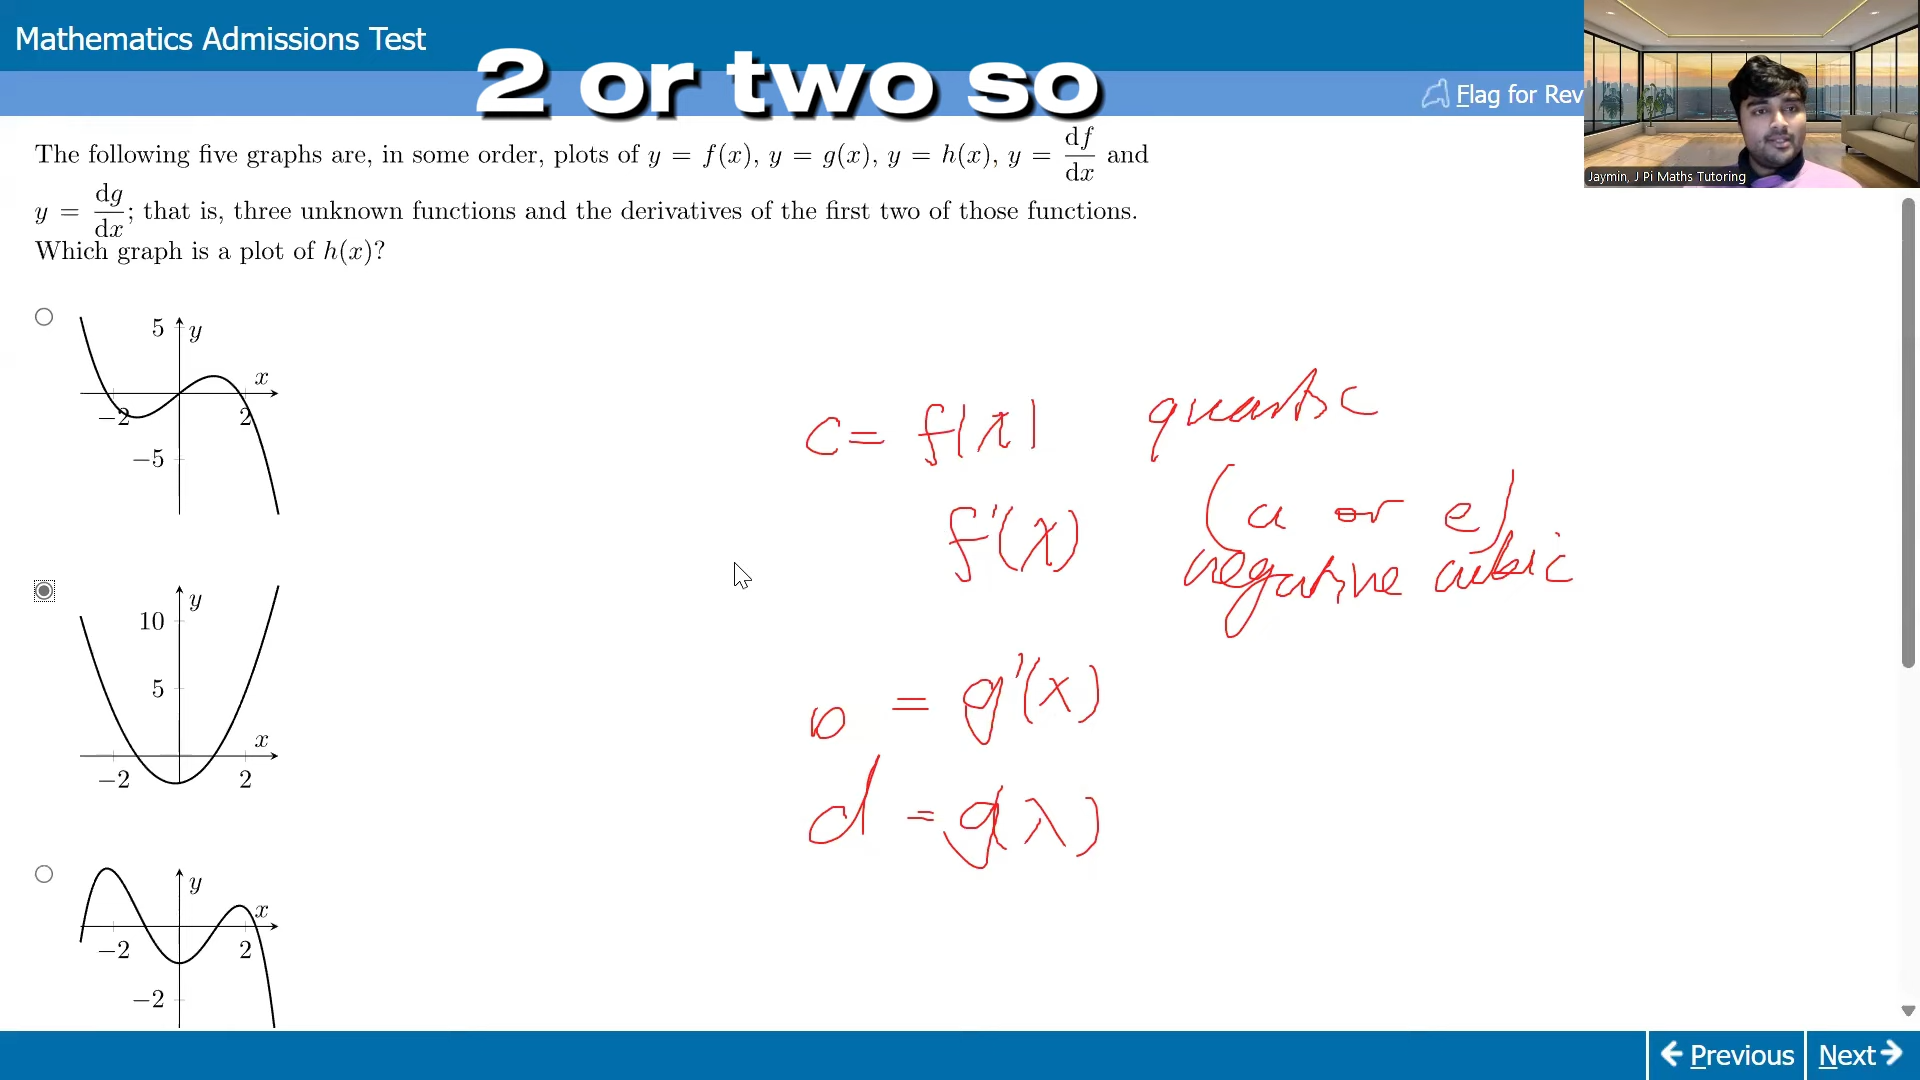 Mathematics Admissions Test
2 or two so
Flag for Rev
Jaymin, J Pi Maths Tutoring
The following five graphs are, in some order, plots of y = f(x), y = g(x), y = h(x), y = df/dx and
y = dg/dx; that is, three unknown functions and the derivatives of the first two of those functions.
Which graph is a plot of h(x)?
5 y
x
−2 2
−5
10 y
5
x
−2 2
y
x
−2 2
−2
c = f(x) quartic
f'(x) (a or e)
negative cubic
b = g'(x)
d = g(x)
Previous
Next